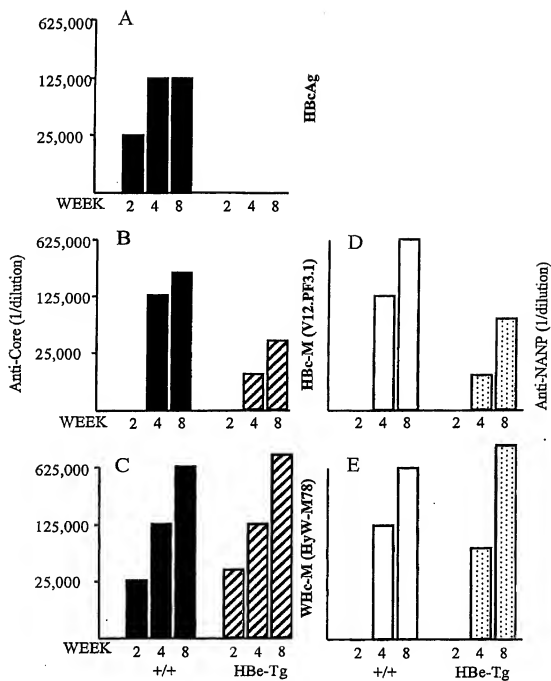 A
625,000
125,000
25,000
HBcAg
WEEK 2 4 8 2 4 8
B
D
625,000
125,000
25,000
Anti-Core (1/dilution)
HBc-M (V12.PF3.1)
Anti-NANP (1/dilution)
WEEK 2 4 8 2 4 8 2 4 8 2 4 8
C
E
625,000
125,000
25,000
WHc-M (HyW-M78)
WEEK 2 4 8 2 4 8 2 4 8 2 4 8
+/+ HBe-Tg +/+ HBe-Tg